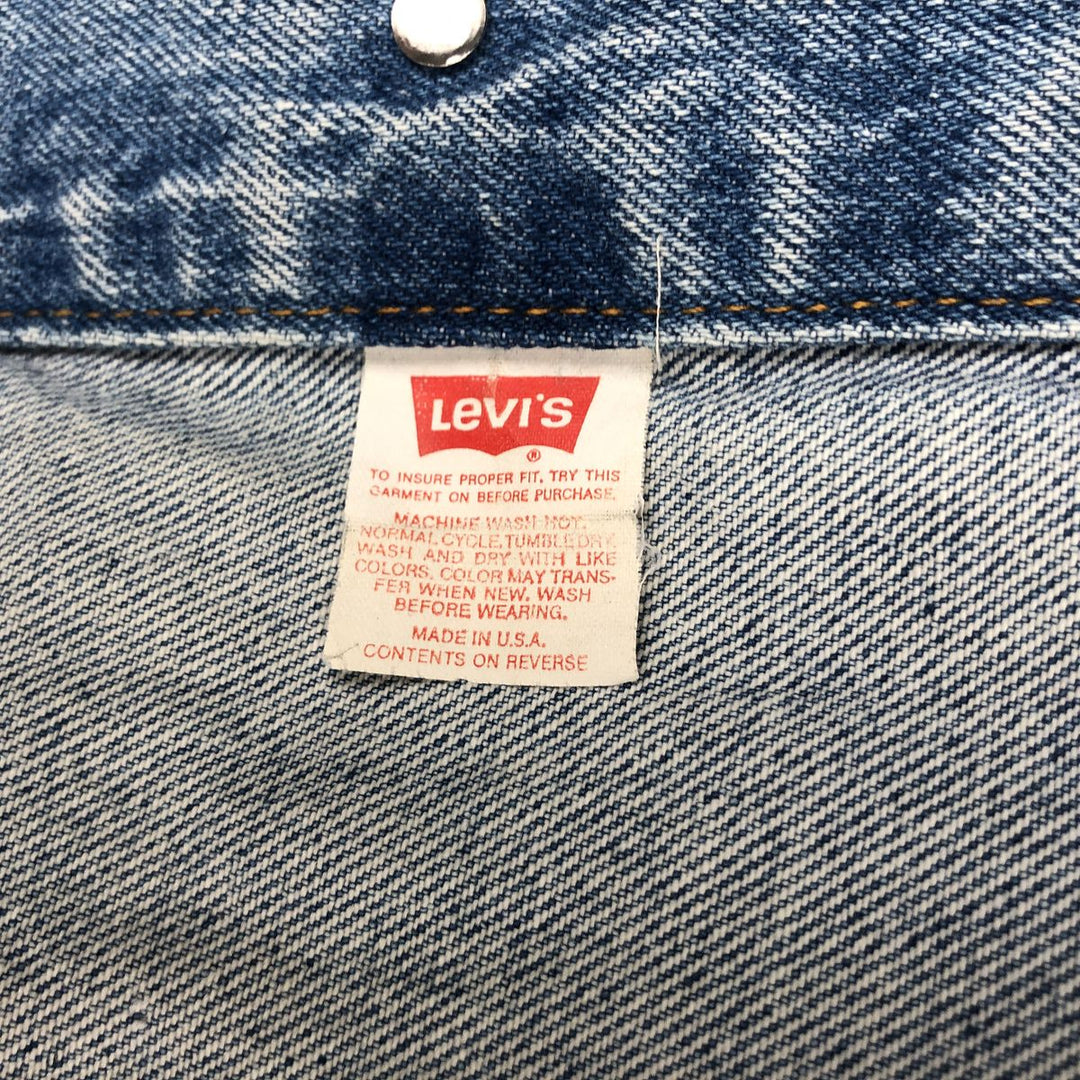 LeVI'S
®
TO INSURE PROPER FIT, TRY THIS
GARMENT ON BEFORE PURCHASE.
MACHINE WASH HOT.
NORMAL CYCLE, TUMBLE DRY.
WASH AND DRY WITH LIKE
COLORS. COLOR MAY TRANS-
FER WHEN NEW. WASH
BEFORE WEARING.
MADE IN U.S.A.
CONTENTS ON REVERSE